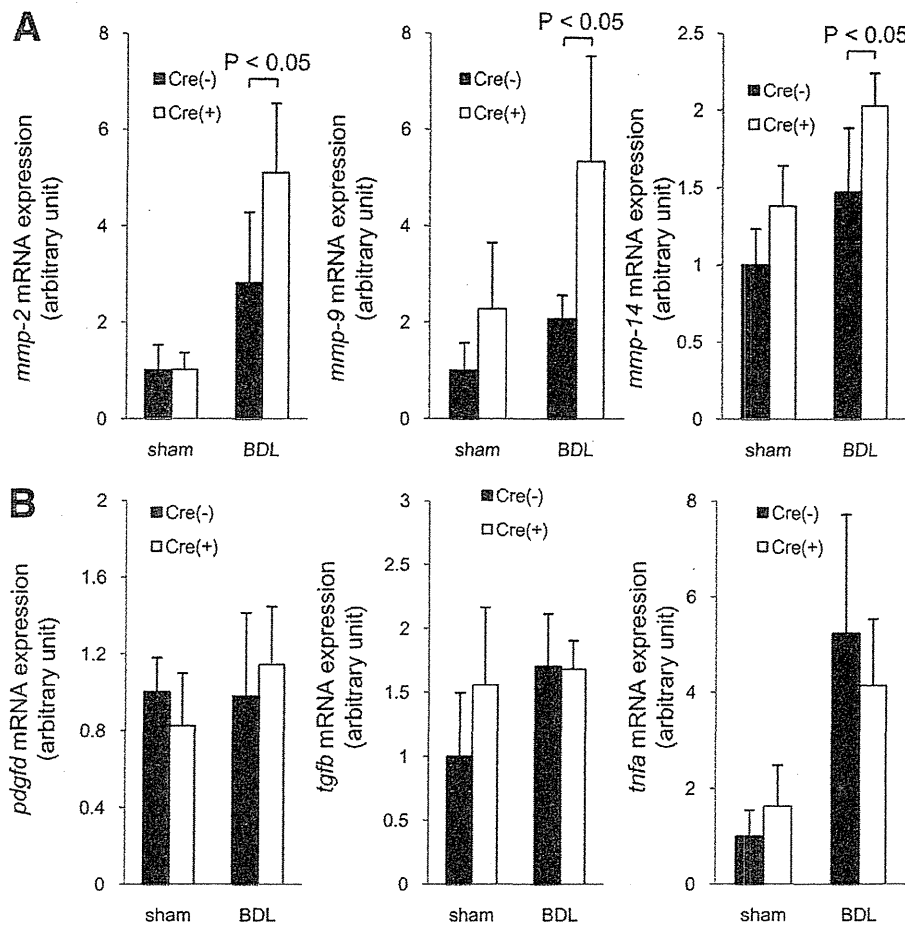 A
mmp-2 mRNA expression
(arbitrary unit)
8
6
4
2
0
Cre(-)
Cre(+)
P < 0.05
sham
BDL
mmp-9 mRNA expression
(arbitrary unit)
8
6
4
2
0
Cre(-)
Cre(+)
P < 0.05
sham
BDL
mmp-14 mRNA expression
(arbitrary unit)
2.5
2
1.5
1
0.5
0
Cre(-)
Cre(+)
P < 0.05
sham
BDL
B
pdgfd mRNA expression
(arbitrary unit)
2
1.6
1.2
0.8
0.4
0
Cre(-)
Cre(+)
sham
BDL
tgfb mRNA expression
(arbitrary unit)
3
2.5
2
1.5
1
0.5
0
Cre(-)
Cre(+)
sham
BDL
tnfa mRNA expression
(arbitrary unit)
8
6
4
2
0
Cre(-)
Cre(+)
sham
BDL